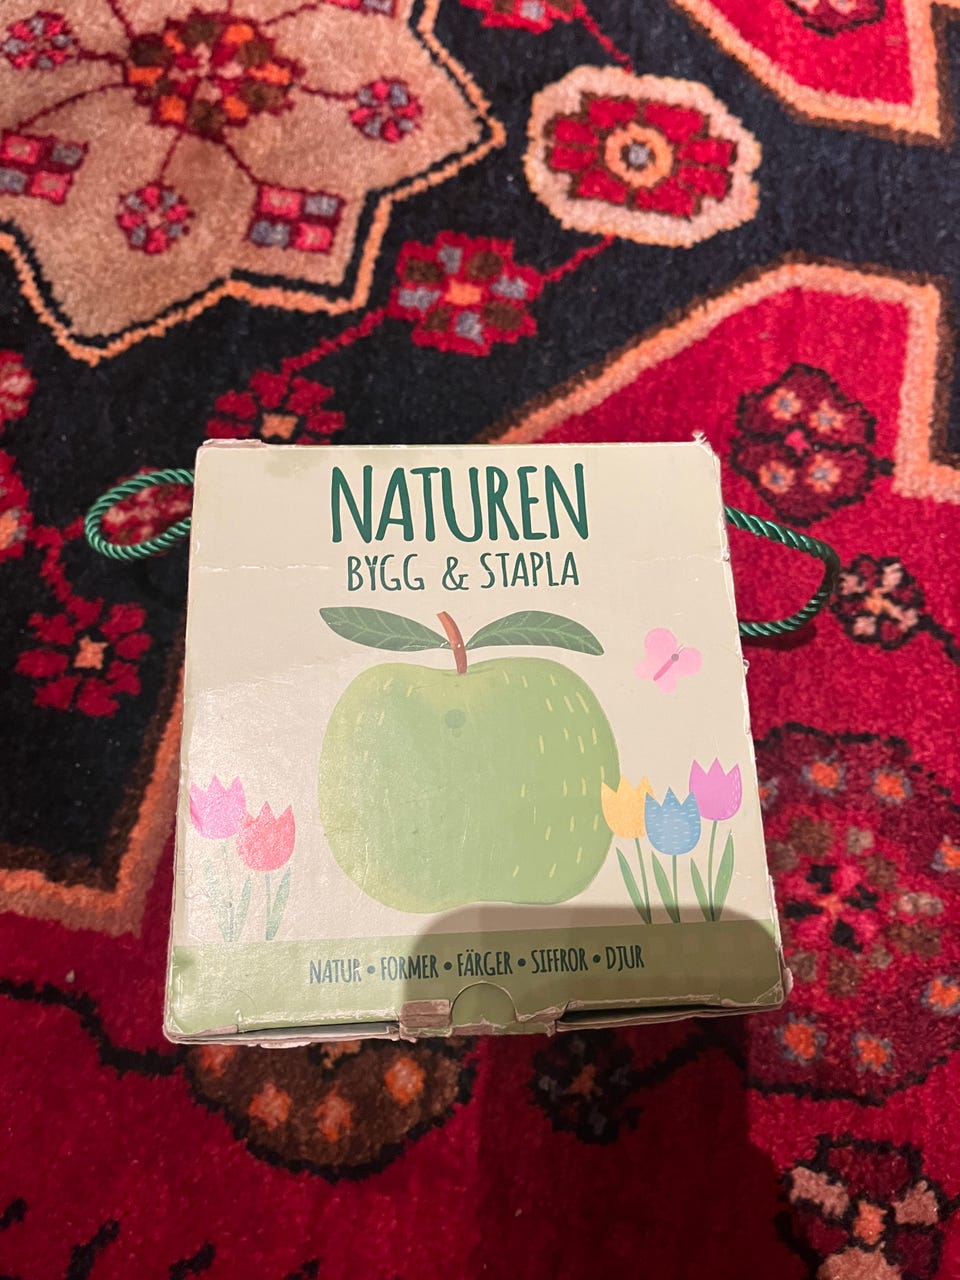 NATUREN
BYGG & STAPLA
NATUR • FORMER • FÄRGER • SIFFROR • DJUR